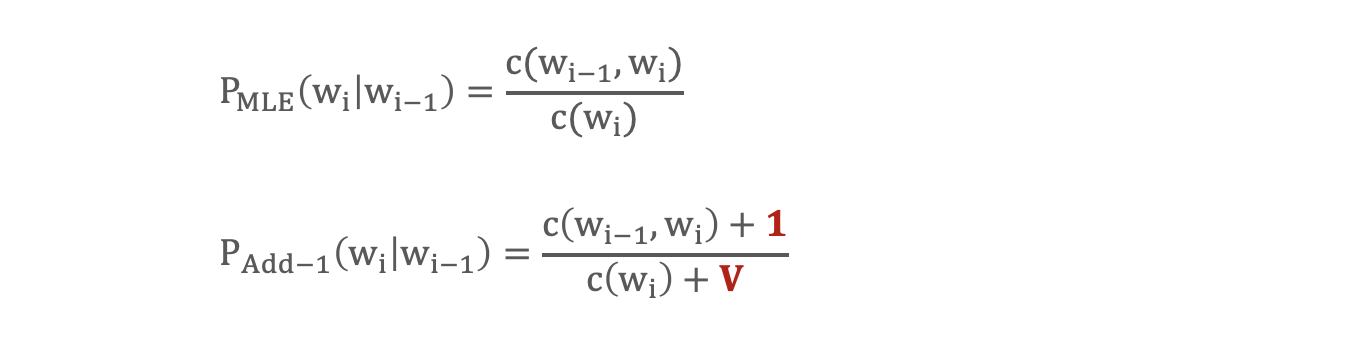 P_MLE(w_i|w_{i−1}) = c(w_{i−1}, w_i) / c(w_i)
P_Add−1(w_i|w_{i−1}) = c(w_{i−1}, w_i) + 1 / c(w_i) + V